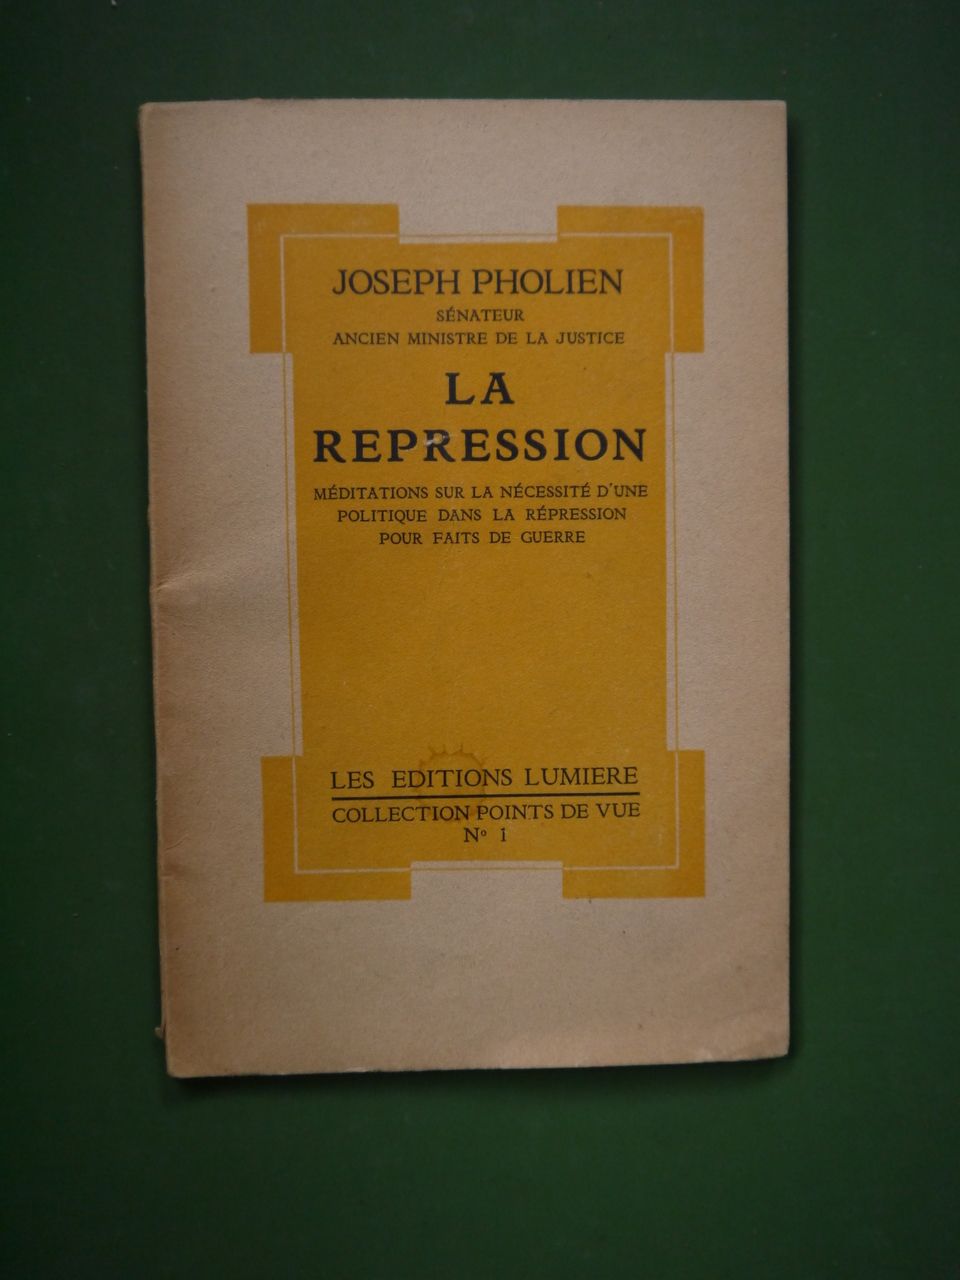 JOSEPH PHOLIEN
SÉNATEUR
ANCIEN MINISTRE DE LA JUSTICE
LA
REPRESSION
MÉDITATIONS SUR LA NÉCESSITÉ D'UNE
POLITIQUE DANS LA RÉPRESSION
POUR FAITS DE GUERRE
LES EDITIONS LUMIERE
COLLECTION POINTS DE VUE
Nº 1